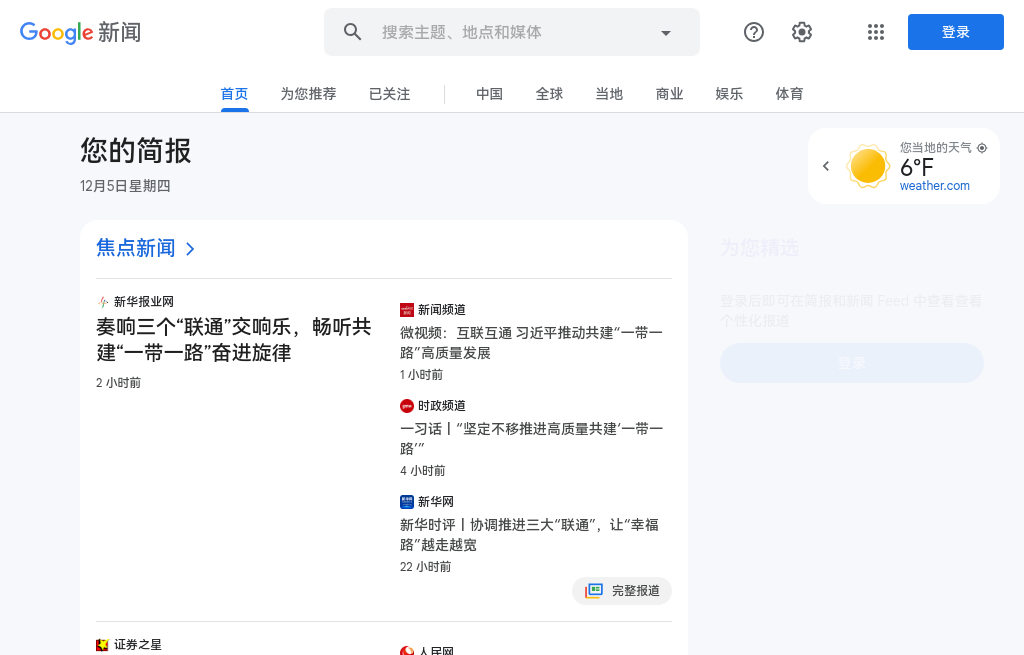 Google 新闻
搜索主题、地点和媒体
登录
首页
为您推荐
已关注
中国
全球
当地
商业
娱乐
体育
您的简报
12月5日星期四
您当地的天气
6°F
weather.com
焦点新闻
新华报业网
奏响三个“联通”交响乐，畅听共
建“一带一路”奋进旋律
2 小时前
新闻频道
微视频：互联互通 习近平推动共建“一带一
路”高质量发展
1 小时前
时政频道
一习话丨“坚定不移推进高质量共建‘一带一
路’”
4 小时前
新华网
新华时评丨协调推进三大“联通”，让“幸福
路”越走越宽
22 小时前
完整报道
为您精选
登录后即可在简报和新闻 Feed 中查看查看
个性化报道
登录
证券之星
人民网